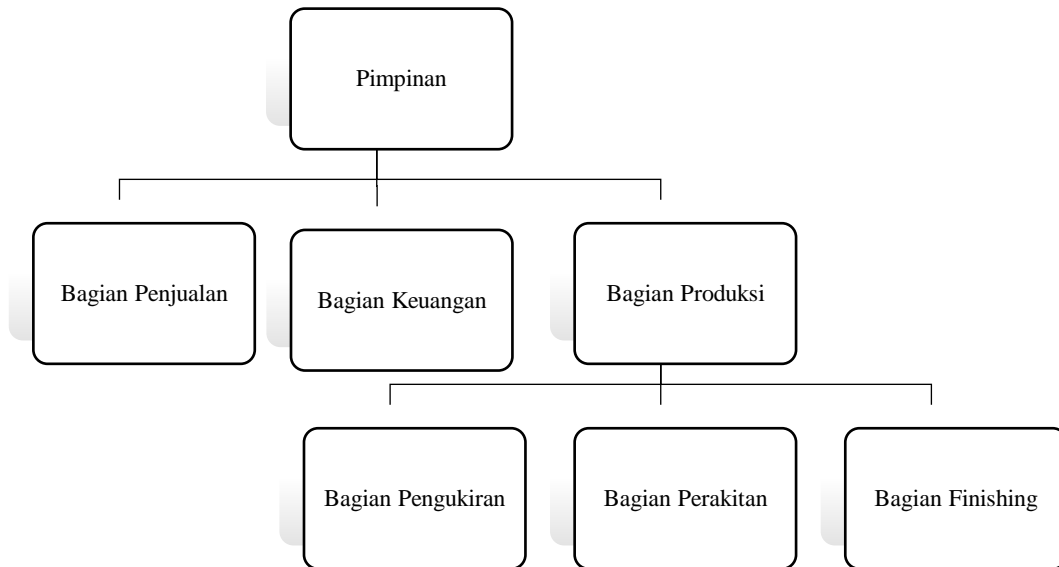 Pimpinan
Bagian Penjualan
Bagian Keuangan
Bagian Produksi
Bagian Pengukiran
Bagian Perakitan
Bagian Finishing